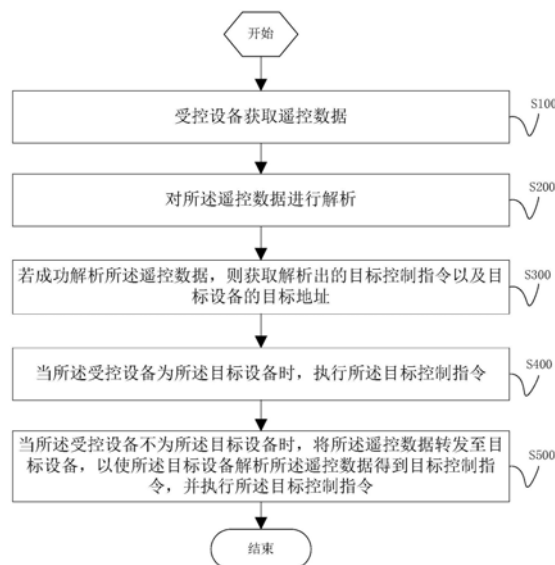 开始
受控设备获取遥控数据
S100
对所述遥控数据进行解析
S200
若成功解析所述遥控数据，则获取解析出的目标控制指令以及目
标设备的目标地址
S300
当所述受控设备为所述目标设备时，执行所述目标控制指令
S400
当所述受控设备不为所述目标设备时，将所述遥控数据转发至目
标设备，以使所述目标设备解析所述遥控数据得到目标控制指
令，并执行所述目标控制指令
S500
结束